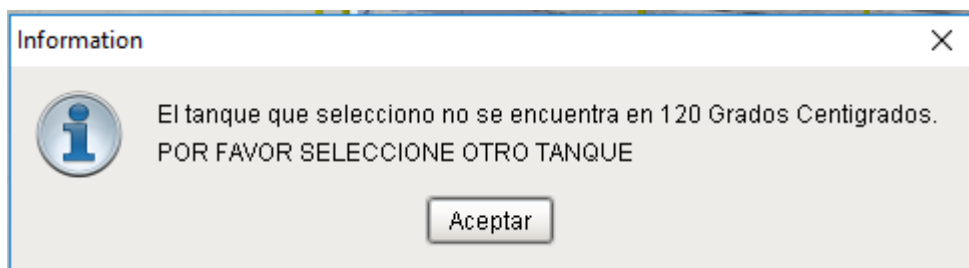 Information
El tanque que selecciono no se encuentra en 120 Grados Centigrados.
POR FAVOR SELECCIONE OTRO TANQUE
Aceptar